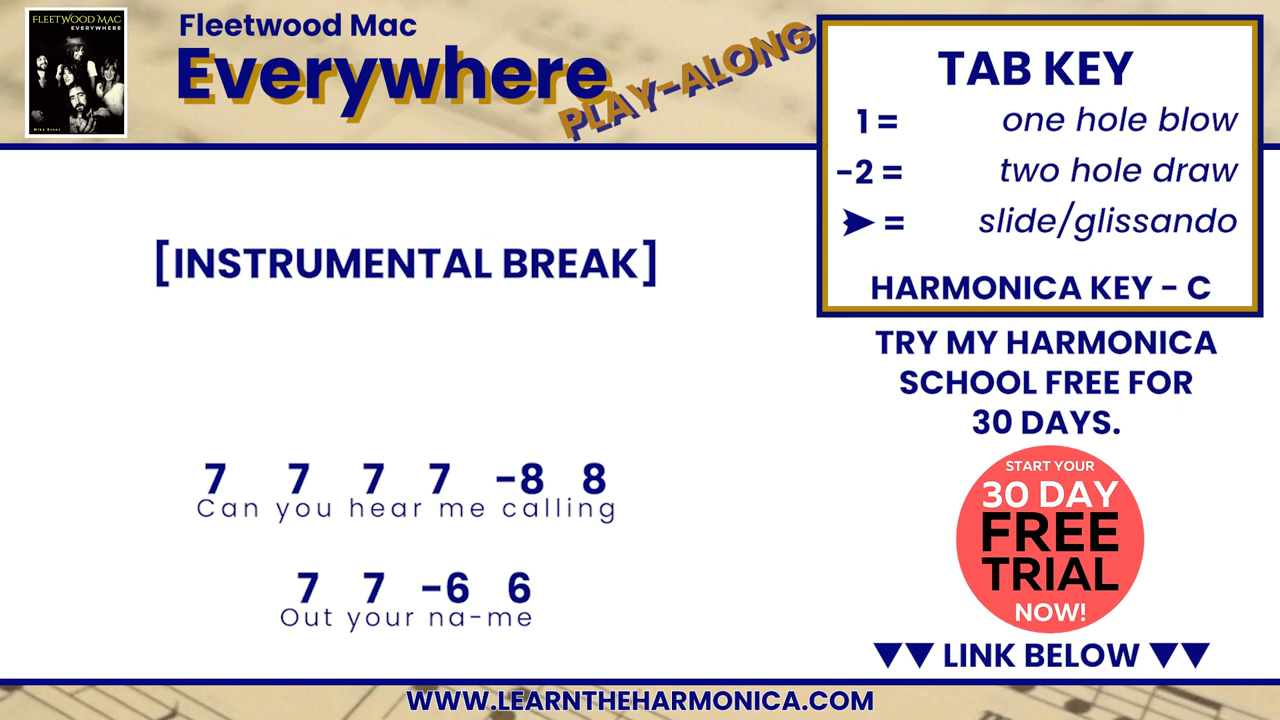 FLEETWOOD MAC
EVERYWHERE
Mike Evans
Fleetwood Mac
Everywhere
PLAY-ALONG
[INSTRUMENTAL BREAK]
7 7 7 7 -8 8
Can you hear me calling
7 7 -6 6
Out your na-me
TAB KEY
1 = one hole blow
-2 = two hole draw
➤ = slide/glissando
HARMONICA KEY - C
TRY MY HARMONICA
SCHOOL FREE FOR
30 DAYS.
START YOUR
30 DAY
FREE
TRIAL
NOW!
▼▼ LINK BELOW ▼▼
WWW.LEARNTHEHARMONICA.COM